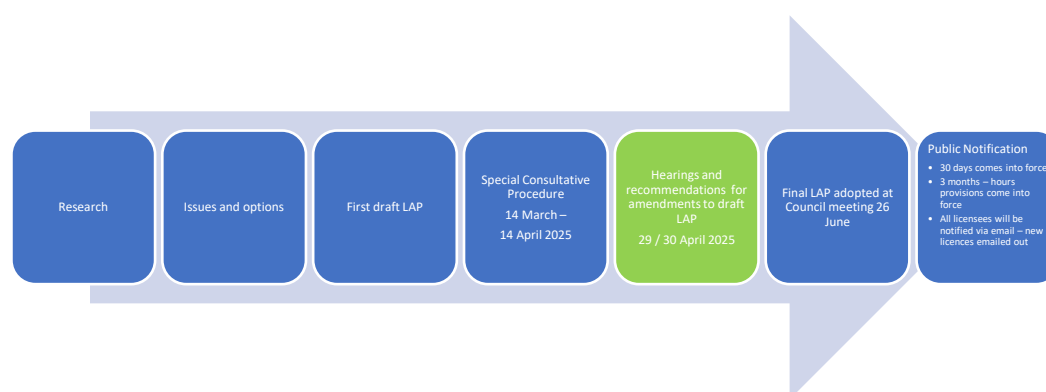 Research
Issues and options
First draft LAP
Special Consultative
Procedure
14 March –
14 April 2025
Hearings and
recommendations for
amendments to draft
LAP
29 / 30 April 2025
Final LAP adopted at
Council meeting 26
June
Public Notification
• 30 days comes into force
• 3 months – hours
provisions come into
force
• All licensees will be
notified via email – new
licences emailed out